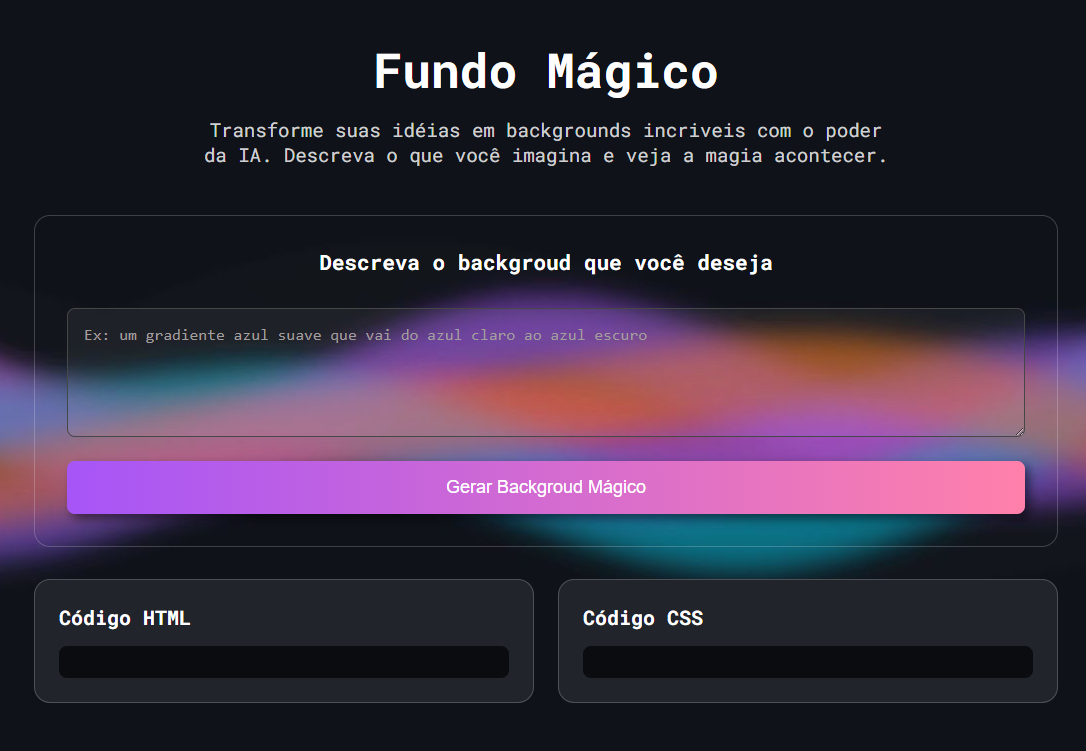 Fundo Mágico
Transforme suas idéias em backgrounds incriveis com o poder
da IA. Descreva o que você imagina e veja a magia acontecer.
Descreva o backgroud que você deseja
Ex: um gradiente azul suave que vai do azul claro ao azul escuro
Gerar Backgroud Mágico
Código HTML
Código CSS